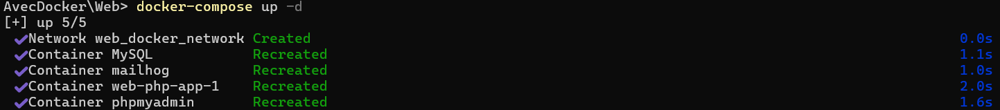 AvecDocker\Web> docker-compose up -d
[+] up 5/5
✔Network web_docker_network Created 0.0s
✔Container MySQL Recreated 1.1s
✔Container mailhog Recreated 1.0s
✔Container web-php-app-1 Recreated 2.0s
✔Container phpmyadmin Recreated 1.6s